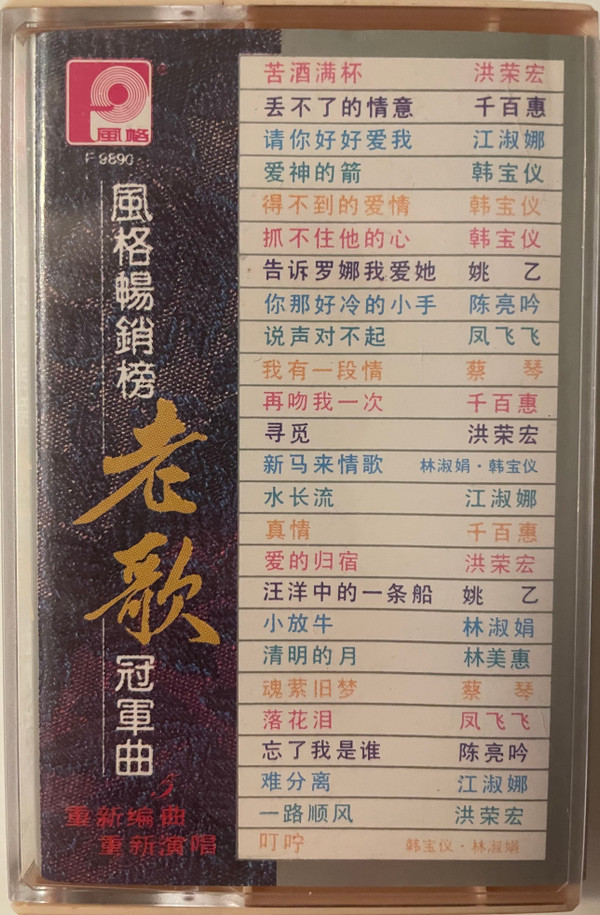 風格
F 9890
風格暢銷榜
老歌
冠軍曲
5
重新编曲
重新演唱
苦酒满杯 洪荣宏
丢不了的情意 千百惠
请你好好爱我 江淑娜
爱神的箭 韩宝仪
得不到的爱情 韩宝仪
抓不住他的心 韩宝仪
告诉罗娜我爱她 姚 乙
你那好冷的小手 陈亮吟
说声对不起 凤飞飞
我有一段情 蔡 琴
再吻我一次 千百惠
寻觅 洪荣宏
新马来情歌 林淑娟·韩宝仪
水长流 江淑娜
真情 千百惠
爱的归宿 洪荣宏
汪洋中的一条船 姚 乙
小放牛 林淑娟
清明的月 林美惠
魂萦旧梦 蔡 琴
落花泪 凤飞飞
忘了我是谁 陈亮吟
难分离 江淑娜
一路顺风 洪荣宏
叮咛 韩宝仪·林淑娟